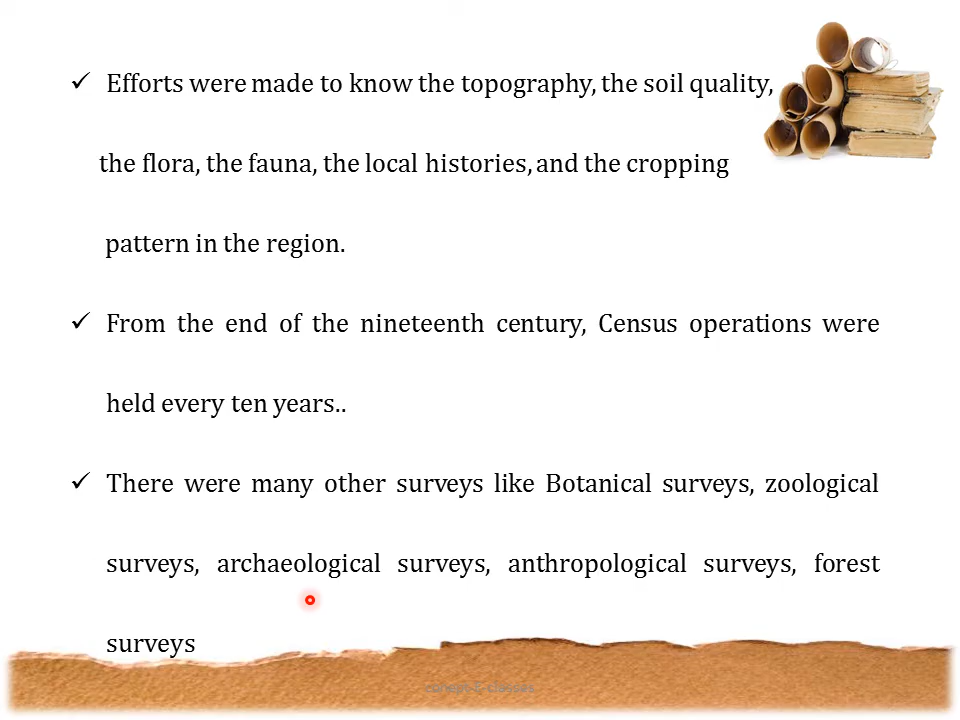 ✓ Efforts were made to know the topography, the soil quality,
the flora, the fauna, the local histories, and the cropping
pattern in the region.
✓ From the end of the nineteenth century, Census operations were
held every ten years..
✓ There were many other surveys like Botanical surveys, zoological
surveys, archaeological surveys, anthropological surveys, forest
surveys